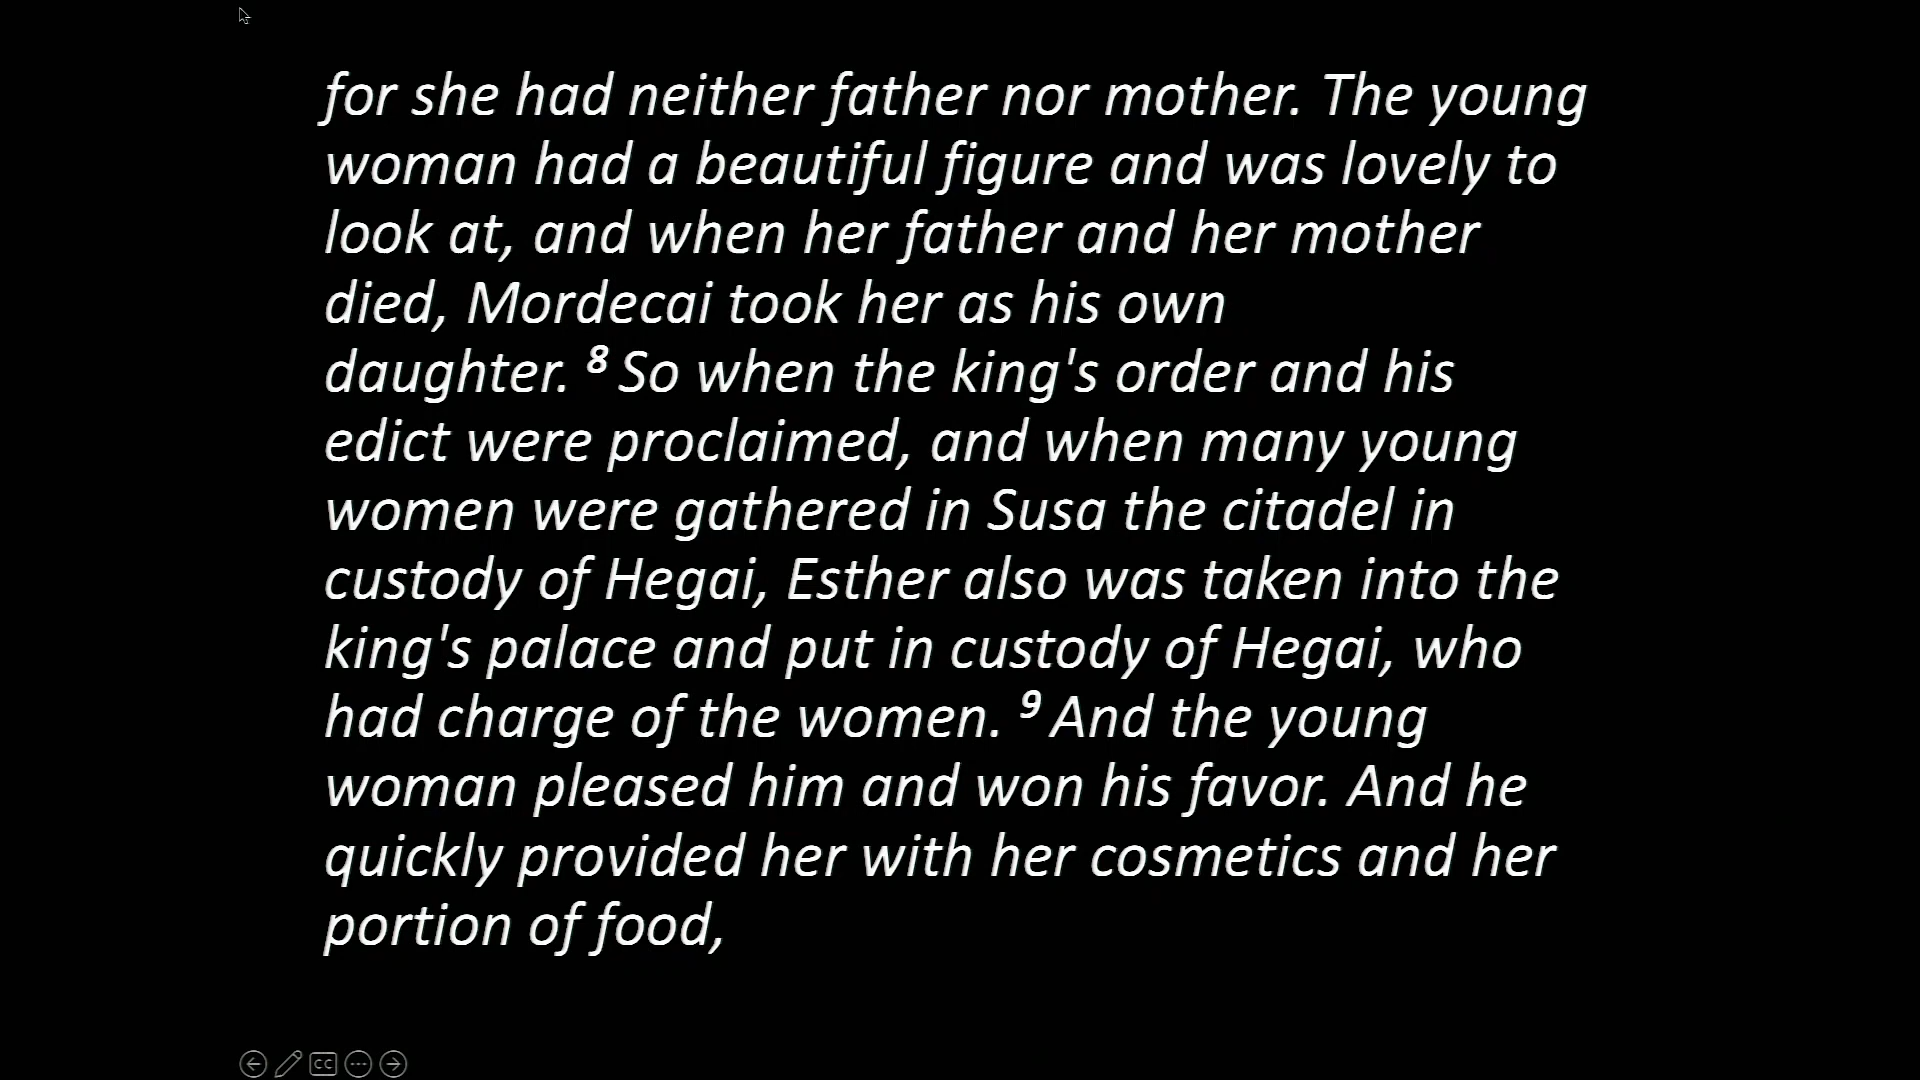 for she had neither father nor mother. The young
woman had a beautiful figure and was lovely to
look at, and when her father and her mother
died, Mordecai took her as his own
daughter. 8 So when the king's order and his
edict were proclaimed, and when many young
women were gathered in Susa the citadel in
custody of Hegai, Esther also was taken into the
king's palace and put in custody of Hegai, who
had charge of the women. 9 And the young
woman pleased him and won his favor. And he
quickly provided her with her cosmetics and her
portion of food,
CC